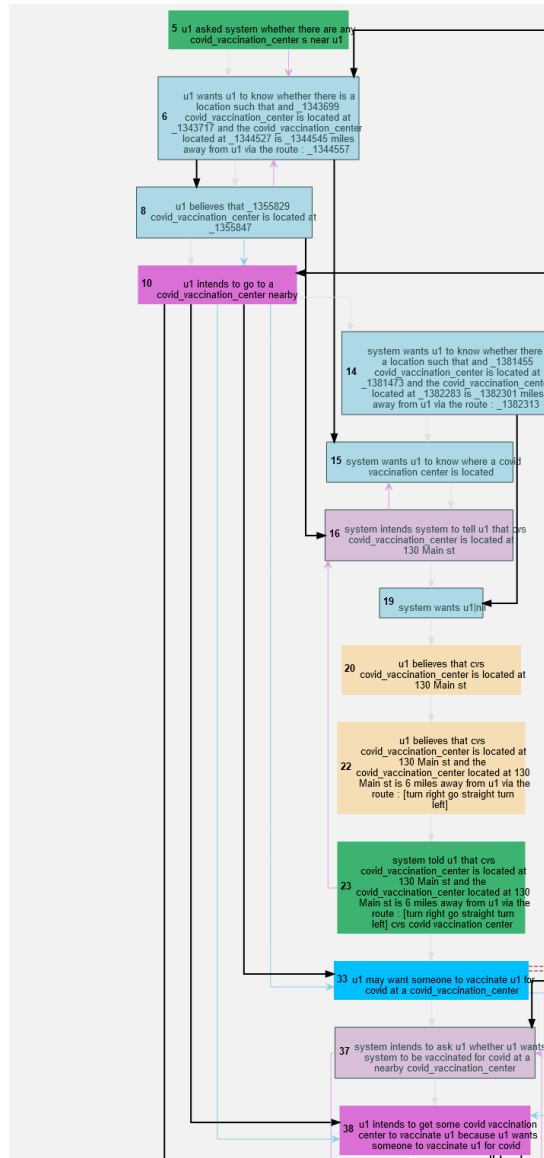 5 u1 asked system whether there are any
covid_vaccination_center s near u1
u1 wants u1 to know whether there is a
location such that and _1343699
6 covid_vaccination_center is located at
_1343717 and the covid_vaccination_center
located at _1344527 is _1344545 miles
away from u1 via the route : _1344557
u1 believes that _1355829
8 covid_vaccination_center is located at
_1355847
10 u1 intends to go to a
covid_vaccination_center nearby
system wants u1 to know whether there
a location such that and _1381455
14 covid_vaccination_center is located at
_1381473 and the covid_vaccination_cente
located at _1382283 is _1382301 miles
away from u1 via the route : _1382313
15 system wants u1 to know where a covid
vaccination center is located
16 system intends system to tell u1 that cvs
covid_vaccination_center is located at
130 Main st
19 system wants u1|nil
u1 believes that cvs
20 covid_vaccination_center is located at
130 Main st
u1 believes that cvs
covid_vaccination_center is located at
22 130 Main st and the
covid_vaccination_center located at 130
Main st is 6 miles away from u1 via the
route : [turn right go straight turn
left]
system told u1 that cvs
covid_vaccination_center is located at
130 Main st and the
23 covid_vaccination_center located at 130
Main st is 6 miles away from u1 via the
route : [turn right go straight turn
left] cvs covid vaccination center
33 u1 may want someone to vaccinate u1 for
covid at a covid_vaccination_center
37 system intends to ask u1 whether u1 wants
system to be vaccinated for covid at a
nearby covid_vaccination_center
38 u1 intends to get some covid vaccination
center to vaccinate u1 because u1 wants
someone to vaccinate u1 for covid